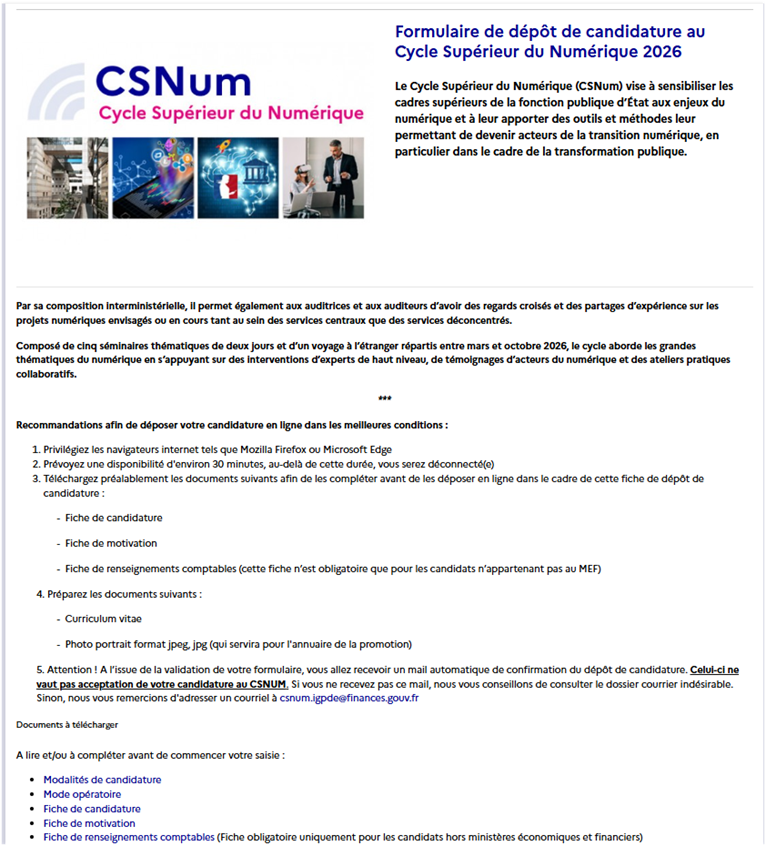 CSNum
Cycle Supérieur du Numérique
Formulaire de dépôt de candidature au
Cycle Supérieur du Numérique 2026
Le Cycle Supérieur du Numérique (CSNum) vise à sensibiliser les
cadres supérieurs de la fonction publique d'État aux enjeux du
numérique et à leur apporter des outils et méthodes leur
permettant de devenir acteurs de la transition numérique, en
particulier dans le cadre de la transformation publique.
Par sa composition interministérielle, il permet également aux auditrices et aux auditeurs d'avoir des regards croisés et des partages d'expérience sur les
projets numériques envisagés ou en cours tant au sein des services centraux que des services déconcentrés.
Composé de cinq séminaires thématiques de deux jours et d'un voyage à l'étranger répartis entre mars et octobre 2026, le cycle aborde les grandes
thématiques du numérique en s'appuyant sur des interventions d'experts de haut niveau, de témoignages d'acteurs du numérique et des ateliers pratiques
collaboratifs.
***
Recommandations afin de déposer votre candidature en ligne dans les meilleures conditions :
1. Privilégiez les navigateurs internet tels que Mozilla Firefox ou Microsoft Edge
2. Prévoyez une disponibilité d'environ 30 minutes, au-delà de cette durée, vous serez déconnecté(e)
3. Téléchargez préalablement les documents suivants afin de les compléter avant de les déposer en ligne dans le cadre de cette fiche de dépôt de
candidature :
- Fiche de candidature
- Fiche de motivation
- Fiche de renseignements comptables (cette fiche n'est obligatoire que pour les candidats n'appartenant pas au MEF)
4. Préparez les documents suivants :
- Curriculum vitae
- Photo portrait format jpeg, jpg (qui servira pour l'annuaire de la promotion)
5. Attention ! A l'issue de la validation de votre formulaire, vous allez recevoir un mail automatique de confirmation du dépôt de candidature. Celui-ci ne
vaut pas acceptation de votre candidature au CSNUM. Si vous ne recevez pas ce mail, nous vous conseillons de consulter le dossier courrier indésirable.
Sinon, nous vous remercions d'adresser un courriel à csnum.igpde@finances.gouv.fr
Documents à télécharger
A lire et/ou à compléter avant de commencer votre saisie :
• Modalités de candidature
• Mode opératoire
• Fiche de candidature
• Fiche de motivation
• Fiche de renseignements comptables (Fiche obligatoire uniquement pour les candidats hors ministères économiques et financiers)